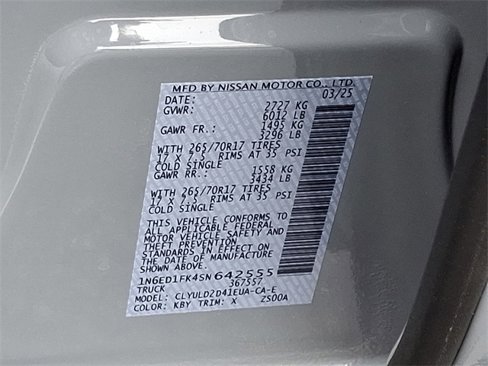 MFD BY NISSAN MOTOR CO., LTD.
DATE: 03/25
GVWR: 2727 KG
6012 LB
GAWR FR.: 1495 KG
3296 LB
WITH 265/70R17 TIRES
17 X 7.5 RIMS AT 35 PSI
COLD SINGLE
GAWR RR.: 1558 KG
3434 LB
WITH 265/70R17 TIRES
17 X 7.5 RIMS AT 35 PSI
COLD SINGLE
THIS VEHICLE CONFORMS TO
ALL APPLICABLE FEDERAL
MOTOR VEHICLE SAFETY AND
THEFT PREVENTION
STANDARDS IN EFFECT ON
THE DATE OF MANUFACTURE
SHOWN ABOVE.
1N6ED1FK4SN642555
TRUCK 367557
MODEL: CLYULD2D41EUA-CA-E
COLOR: KBY TRIM: X ZS00A